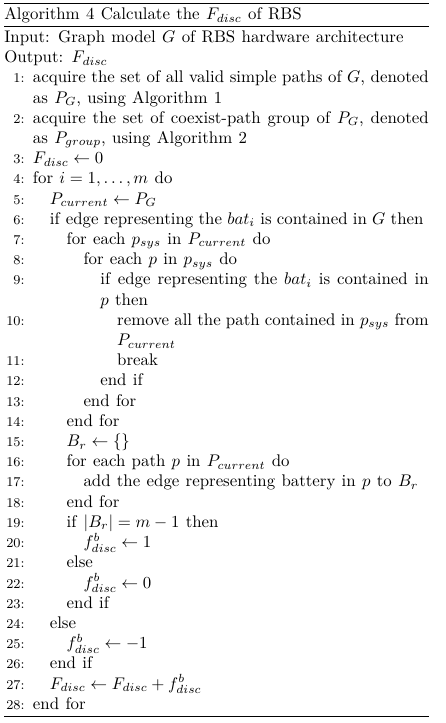 Algorithm 4 Calculate the F_disc of RBS
Input: Graph model G of RBS hardware architecture
Output: F_disc
1: acquire the set of all valid simple paths of G, denoted
as P_G, using Algorithm 1
2: acquire the set of coexist-path group of P_G, denoted
as P_group, using Algorithm 2
3: F_disc ← 0
4: for i = 1, . . . , m do
5: P_current ← P_G
6: if edge representing the bat_i is contained in G then
7: for each p_sys in P_current do
8: for each p in p_sys do
9: if edge representing the bat_i is contained in
p then
10: remove all the path contained in p_sys from
P_current
11: break
12: end if
13: end for
14: end for
15: B_r ← {}
16: for each path p in P_current do
17: add the edge representing battery in p to B_r
18: end for
19: if |B_r| = m − 1 then
20: f^b_disc ← 1
21: else
22: f^b_disc ← 0
23: end if
24: else
25: f^b_disc ← −1
26: end if
27: F_disc ← F_disc + f^b_disc
28: end for